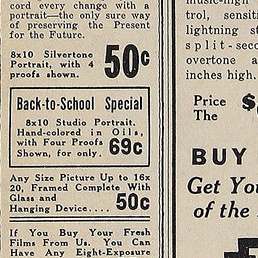 cord every change with a
portrait—the only sure way
of preserving the Present
for the Future.
8x10 Silvertone
Portrait, with 4
proofs shown.
50c
Back-to-School Special
8x10 Studio Portrait.
Hand-colored in Oils,
with Four Proofs
Shown, for only.
69c
Any Size Picture Up to 16x
20, Framed Complete With
Glass and
Hanging Device....
50c
If You Buy Your Fresh
Films From Us. You Can
Have Any Eight-Exposure
trol, sensit
lightning s
split-seco
overtone a
inches high.
Price $
The
BUY
Get Yo
of the